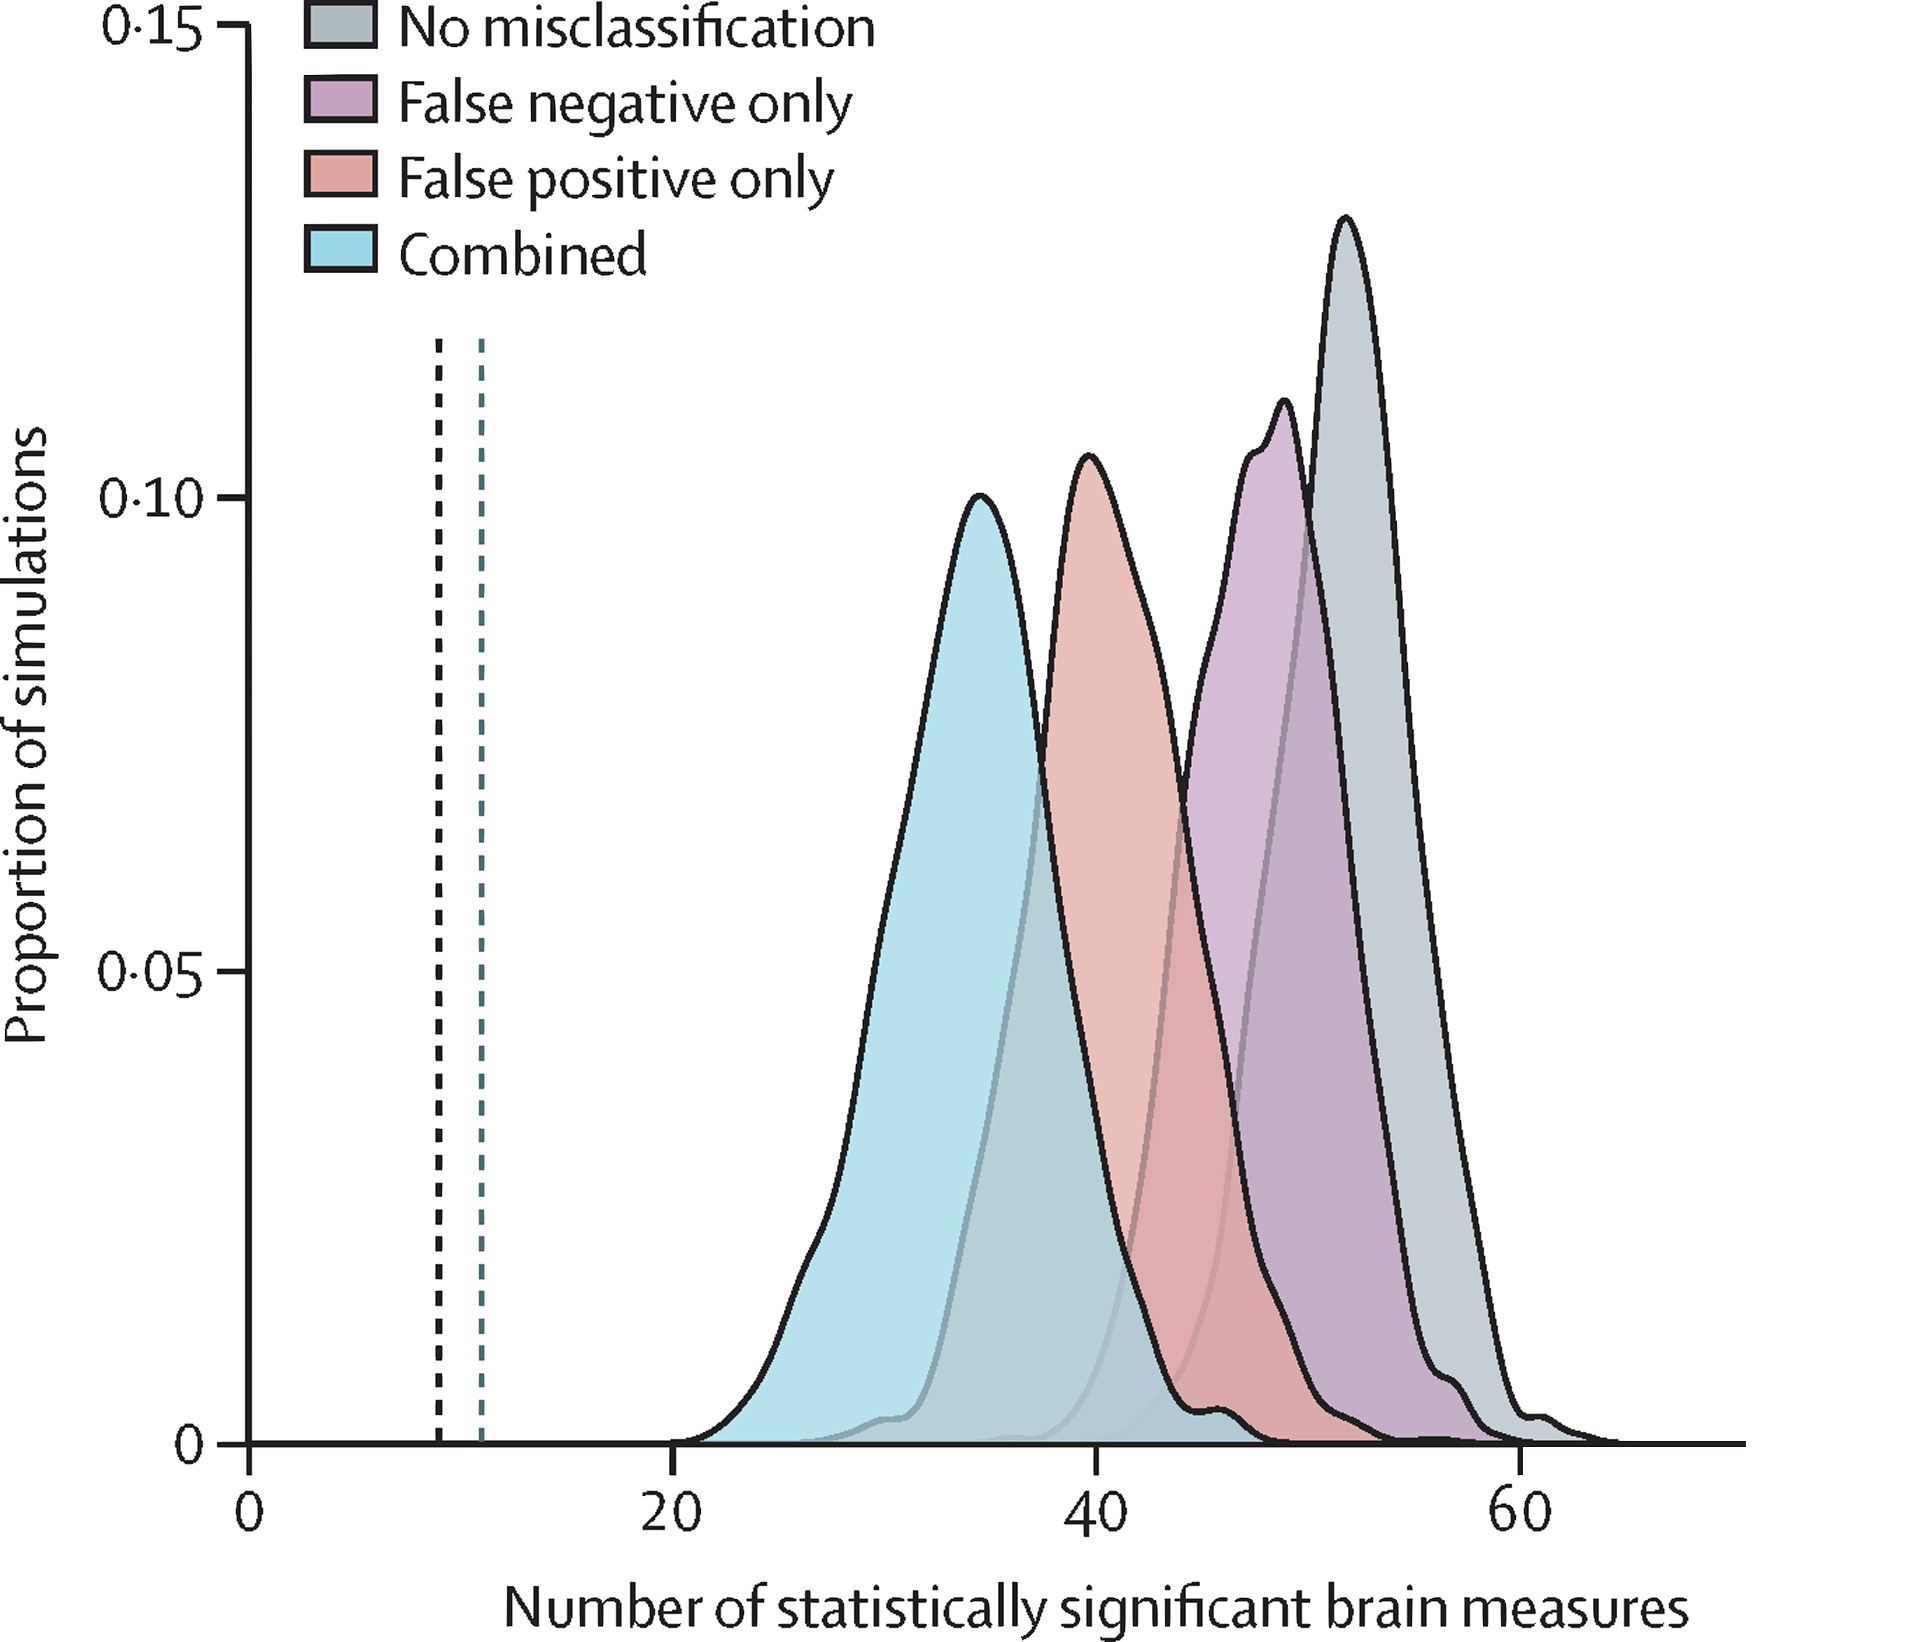 0·15
No misclassification
False negative only
False positive only
Combined
0·10
0·05
0
Proportion of simulations
0 20 40 60
Number of statistically significant brain measures